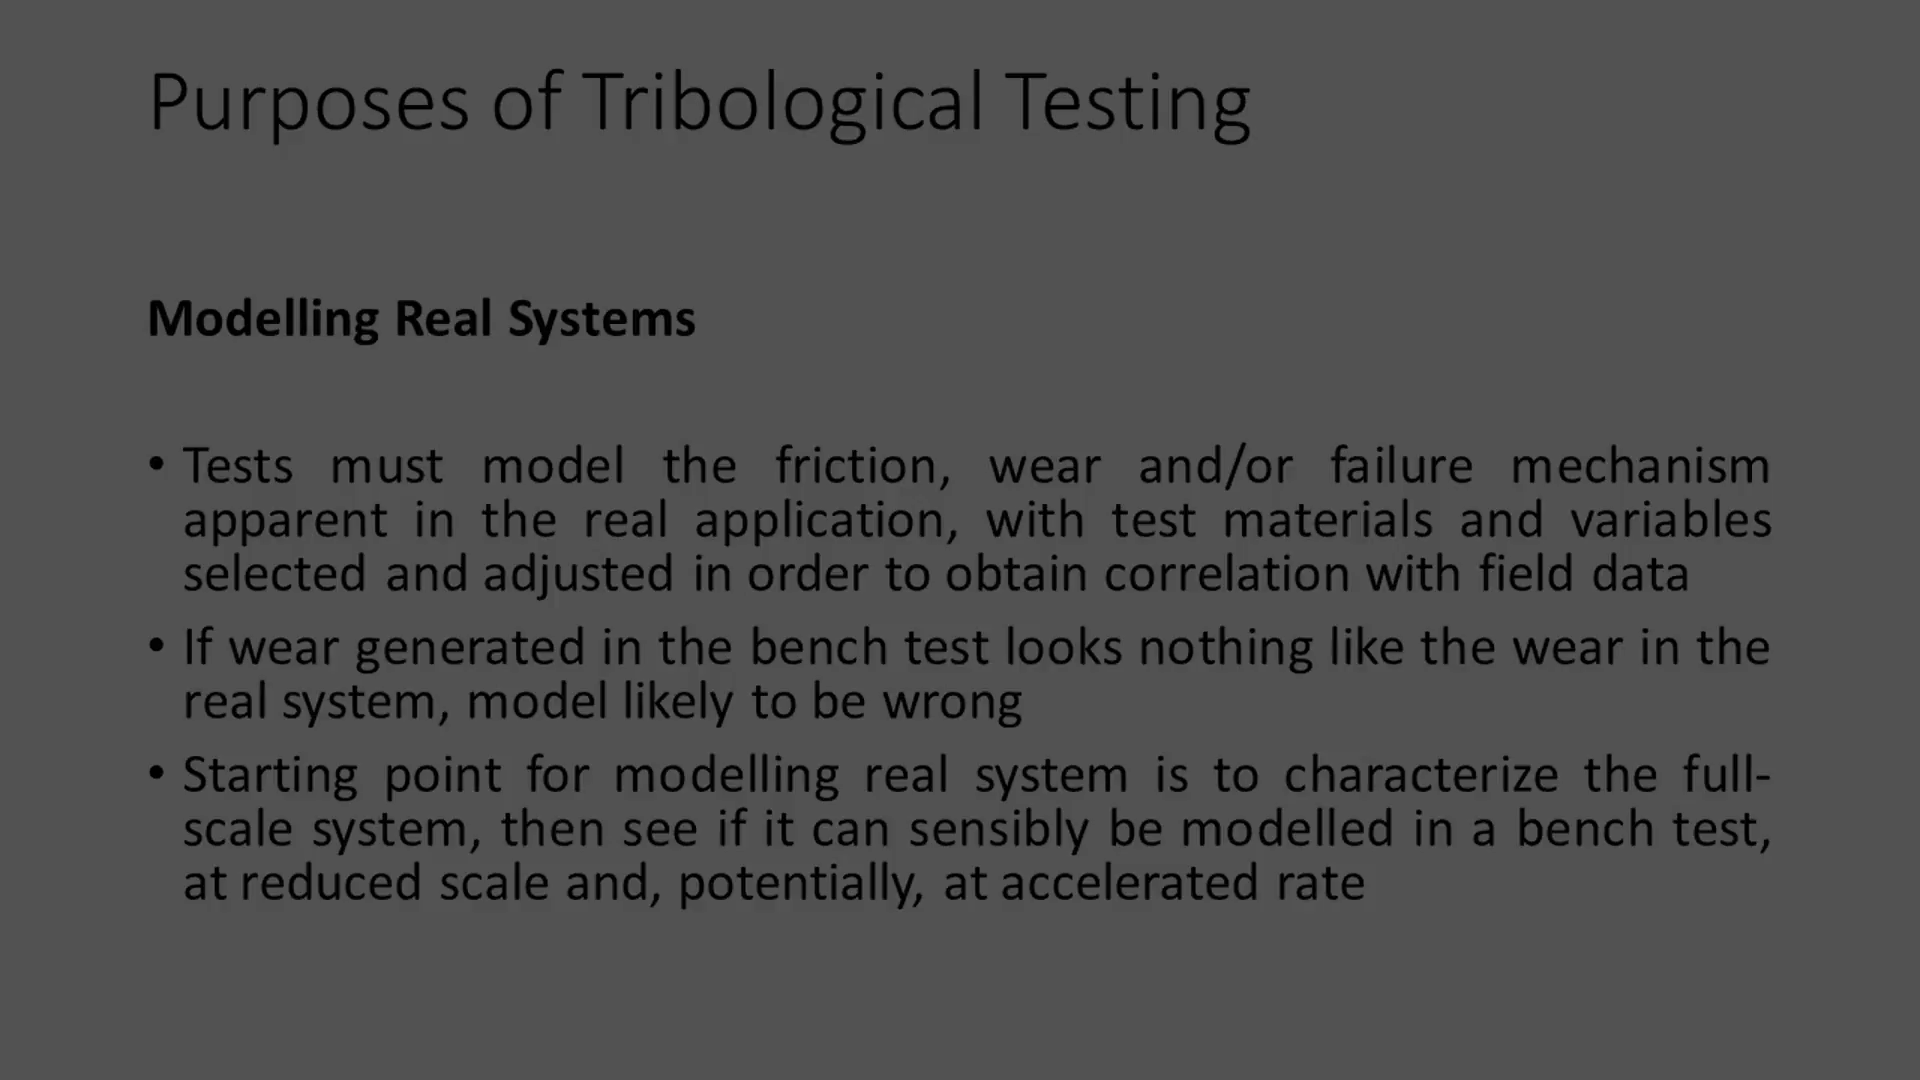 Purposes of Tribological Testing
Modelling Real Systems
• Tests must model the friction, wear and/or failure mechanism
apparent in the real application, with test materials and variables
selected and adjusted in order to obtain correlation with field data
• If wear generated in the bench test looks nothing like the wear in the
real system, model likely to be wrong
• Starting point for modelling real system is to characterize the full-
scale system, then see if it can sensibly be modelled in a bench test,
at reduced scale and, potentially, at accelerated rate